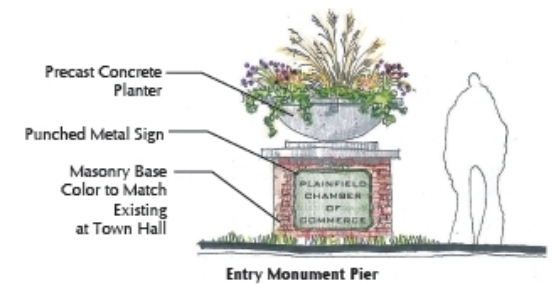 Precast Concrete
Planter
Punched Metal Sign
Masonry Base
Color to Match
Existing
at Town Hall
PLAINFIELD
CHAMBER
OF
COMMERCE
Entry Monument Pier